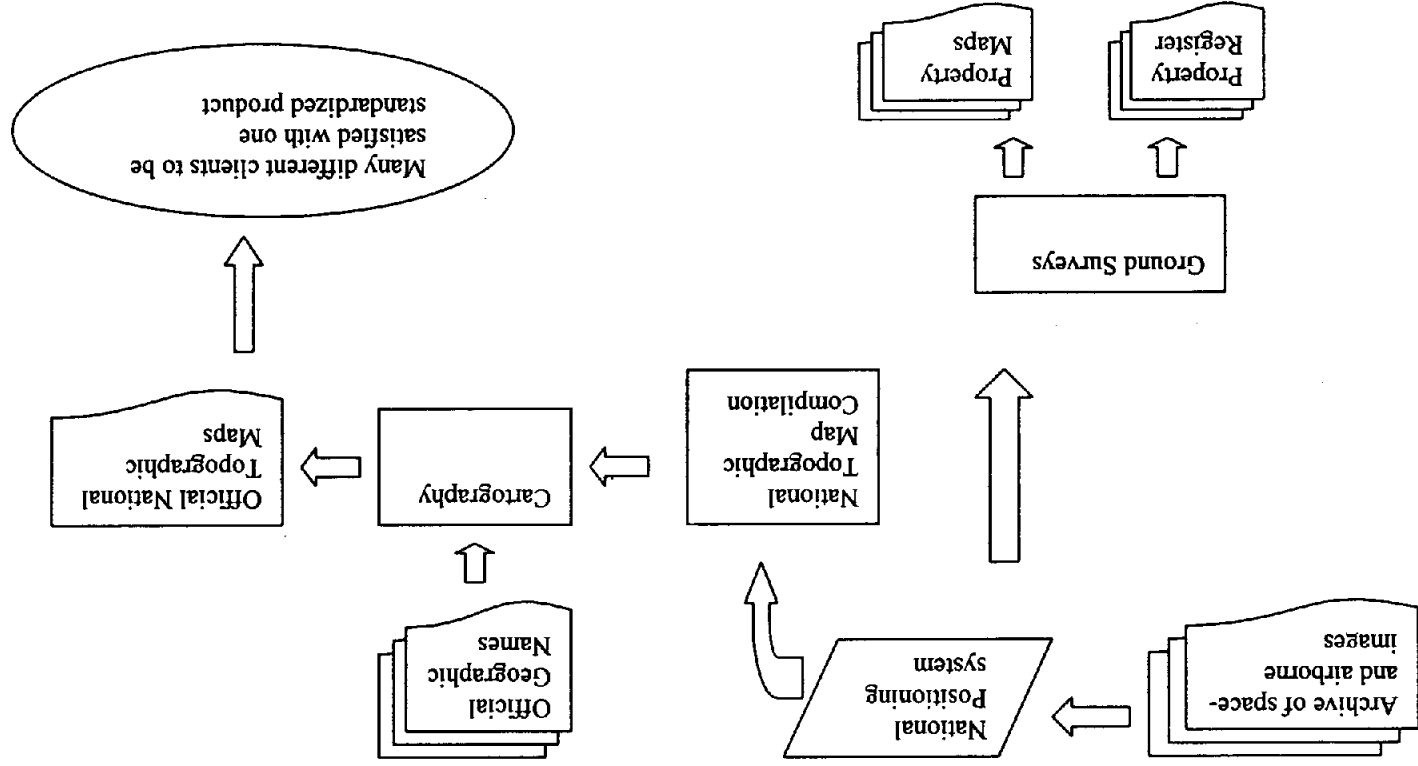 Archive of space-
and airborne
images
National
Positioning
system
Official
Geographic
Names
National
Topographic
Map
Compilation
Cartography
Official National
Topographic
Maps
Ground Surveys
Many different clients to be
satisfied with one
standardized product
Property
Register
Property
Maps